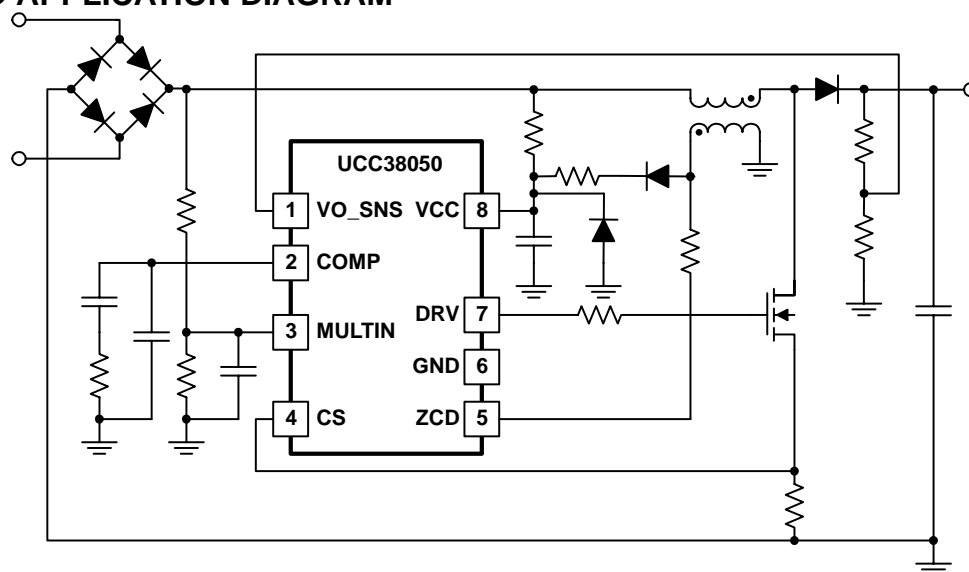 APPLICATION DIAGRAM
UCC38050
1 VO_SNS VCC 8
2 COMP
DRV 7
3 MULTIN
GND 6
4 CS ZCD 5